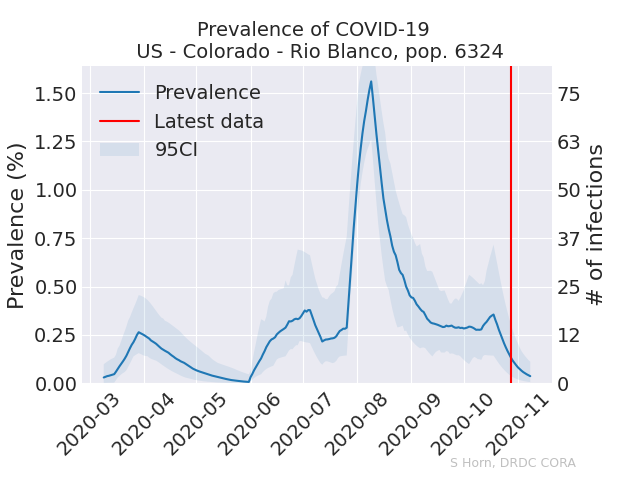 Prevalence of COVID-19
US - Colorado - Rio Blanco, pop. 6324
Prevalence
Latest data
95CI
Prevalence (%)
1.50
1.25
1.00
0.75
0.50
0.25
0.00
75
63
50
37
25
12
0
# of infections
2020-03
2020-04
2020-05
2020-06
2020-07
2020-08
2020-09
2020-10
2020-11
S Horn, DRDC CORA